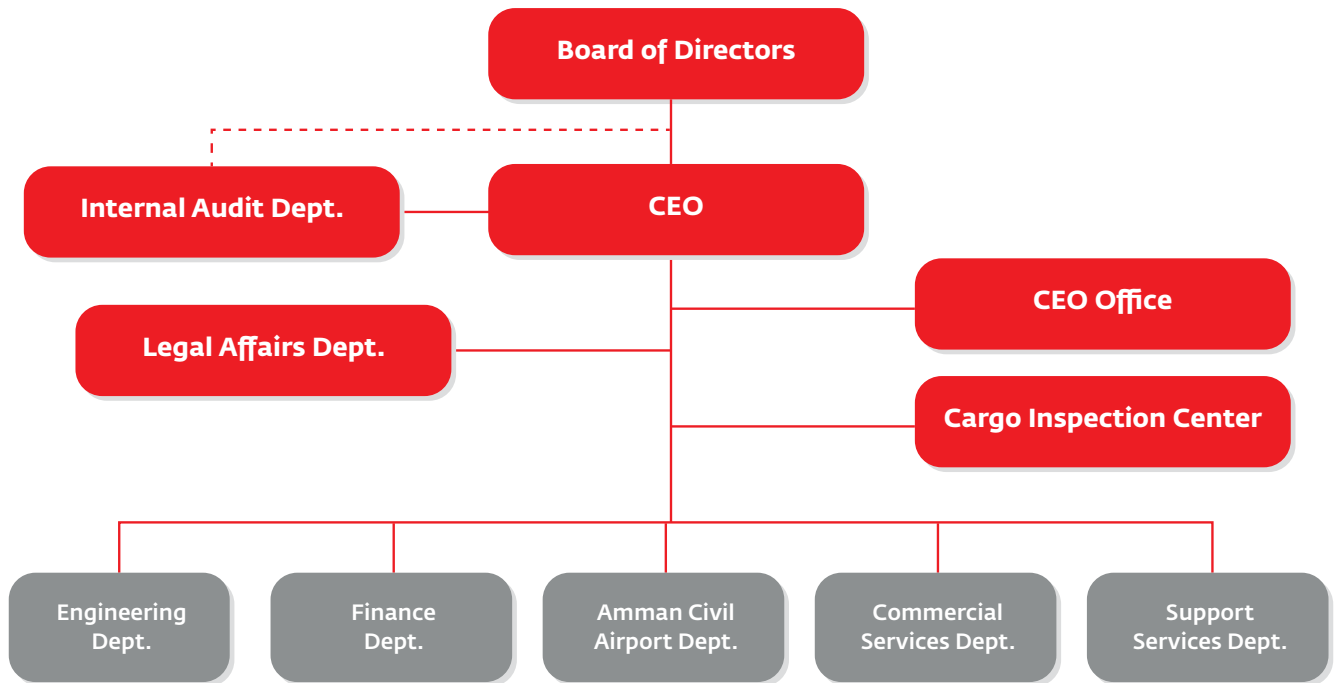 Board of Directors
Internal Audit Dept.
CEO
CEO Office
Legal Affairs Dept.
Cargo Inspection Center
Engineering
Dept.
Finance
Dept.
Amman Civil
Airport Dept.
Commercial
Services Dept.
Support
Services Dept.